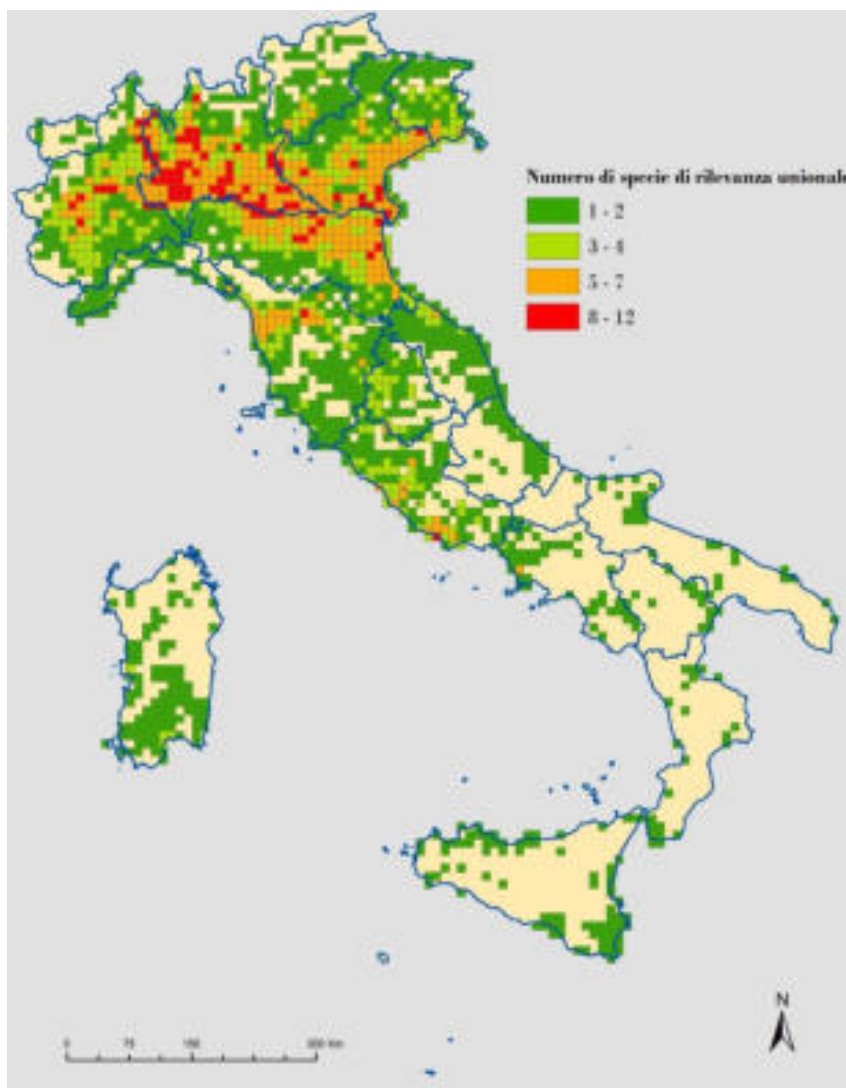 Numero di specie di rilevanza unionale
1 - 2
3 - 4
5 - 7
8 - 12
N
0 75 150 300 km